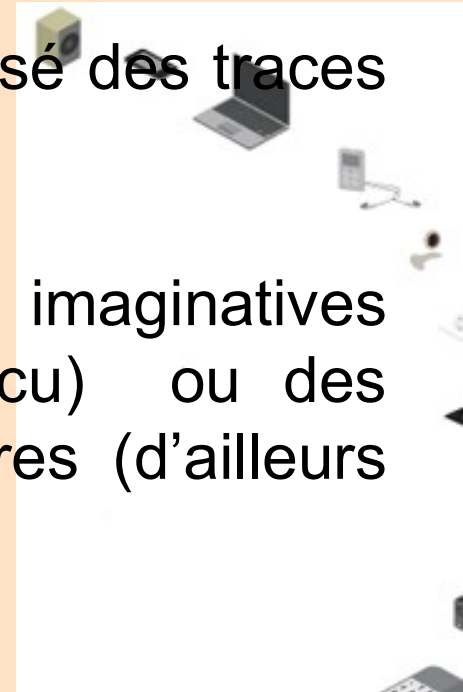 sé des traces
imaginatives
cu) ou des
res (d’ailleurs